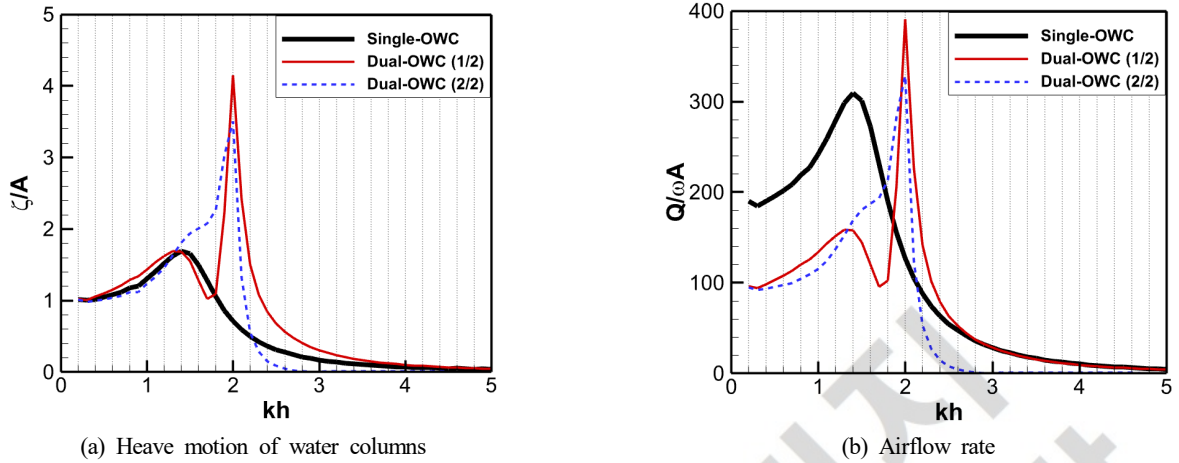 Single-OWC
Dual-OWC (1/2)
Dual-OWC (2/2)
ζ/A
5
4
3
2
1
0
0 1 2 3 4 5
kh
(a) Heave motion of water columns
Single-OWC
Dual-OWC (1/2)
Dual-OWC (2/2)
Q/ωA
400
300
200
100
0
0 1 2 3 4 5
kh
(b) Airflow rate